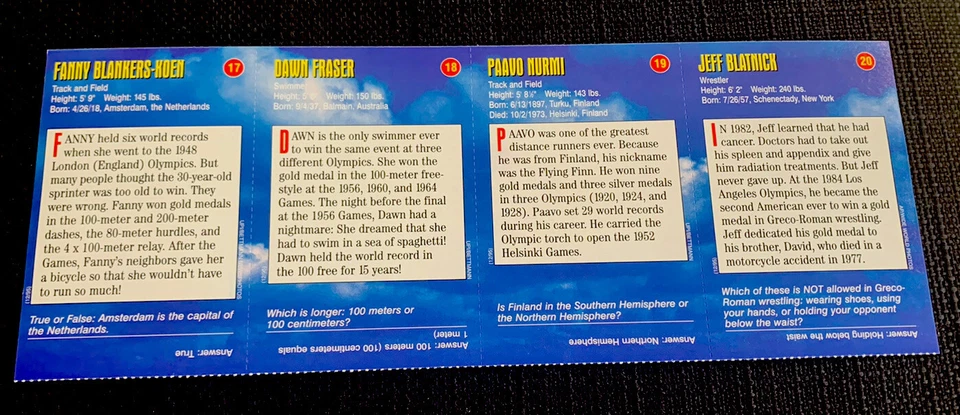 FANNY BLANKERS-KOEN
17
Track and Field
Height: 5' 9" Weight: 145 lbs.
Born: 4/26/18, Amsterdam, the Netherlands
FANNY held six world records
when she went to the 1948
London (England) Olympics. But
many people thought the 30-year-old
sprinter was too old to win. They
were wrong. Fanny won gold medals
in the 100-meter and 200-meter
dashes, the 80-meter hurdles, and
the 4 x 100-meter relay. After the
Games, Fanny's neighbors gave her
a bicycle so that she wouldn't have
to run so much!
True or False: Amsterdam is the capital of
the Netherlands.
Answer: True
DAWN FRASER
18
Swimmer
Height: Weight: 150 lbs.
Born: 9/4/37, Balmain, Australia
DAWN is the only swimmer ever
to win the same event at three
different Olympics. She won the
gold medal in the 100-meter free-
style at the 1956, 1960, and 1964
Games. The night before the final
at the 1956 Games, Dawn had a
nightmare: She dreamed that she
had to swim in a sea of spaghetti!
Dawn held the world record in
the 100 free for 15 years!
UPI/BETTMANN
Which is longer: 100 meters or
100 centimeters?
Answer: 100 meters (100 centimeters equals
1 meter)
PAAVO NURMI
19
Track and Field
Height: 5' 8½" Weight: 143 lbs.
Born: 6/13/1897, Turku, Finland
Died: 10/2/1973, Helsinki, Finland
PAAVO was one of the greatest
distance runners ever. Because
he was from Finland, his nickname
was the Flying Finn. He won nine
gold medals and three silver medals
in three Olympics (1920, 1924, and
1928). Paavo set 29 world records
during his career. He carried the
Olympic torch to open the 1952
Helsinki Games.
UPI/BETTMANN
Is Finland in the Southern Hemisphere or
the Northern Hemisphere?
Answer: Northern Hemisphere
JEFF BLATNICK
20
Wrestler
Height: 6' 2" Weight: 240 lbs.
Born: 7/26/57, Schenectady, New York
IN 1982, Jeff learned that he had
cancer. Doctors had to take out
his spleen and appendix and give
him radiation treatments. But Jeff
never gave up. At the 1984 Los
Angeles Olympics, he became the
second American ever to win a gold
medal in Greco-Roman wrestling.
Jeff dedicated his gold medal to
his brother, David, who died in a
motorcycle accident in 1977.
Which of these is NOT allowed in Greco-
Roman wrestling: wearing shoes, using
your hands, or holding your opponent
below the waist?
Answer: Holding below the waist